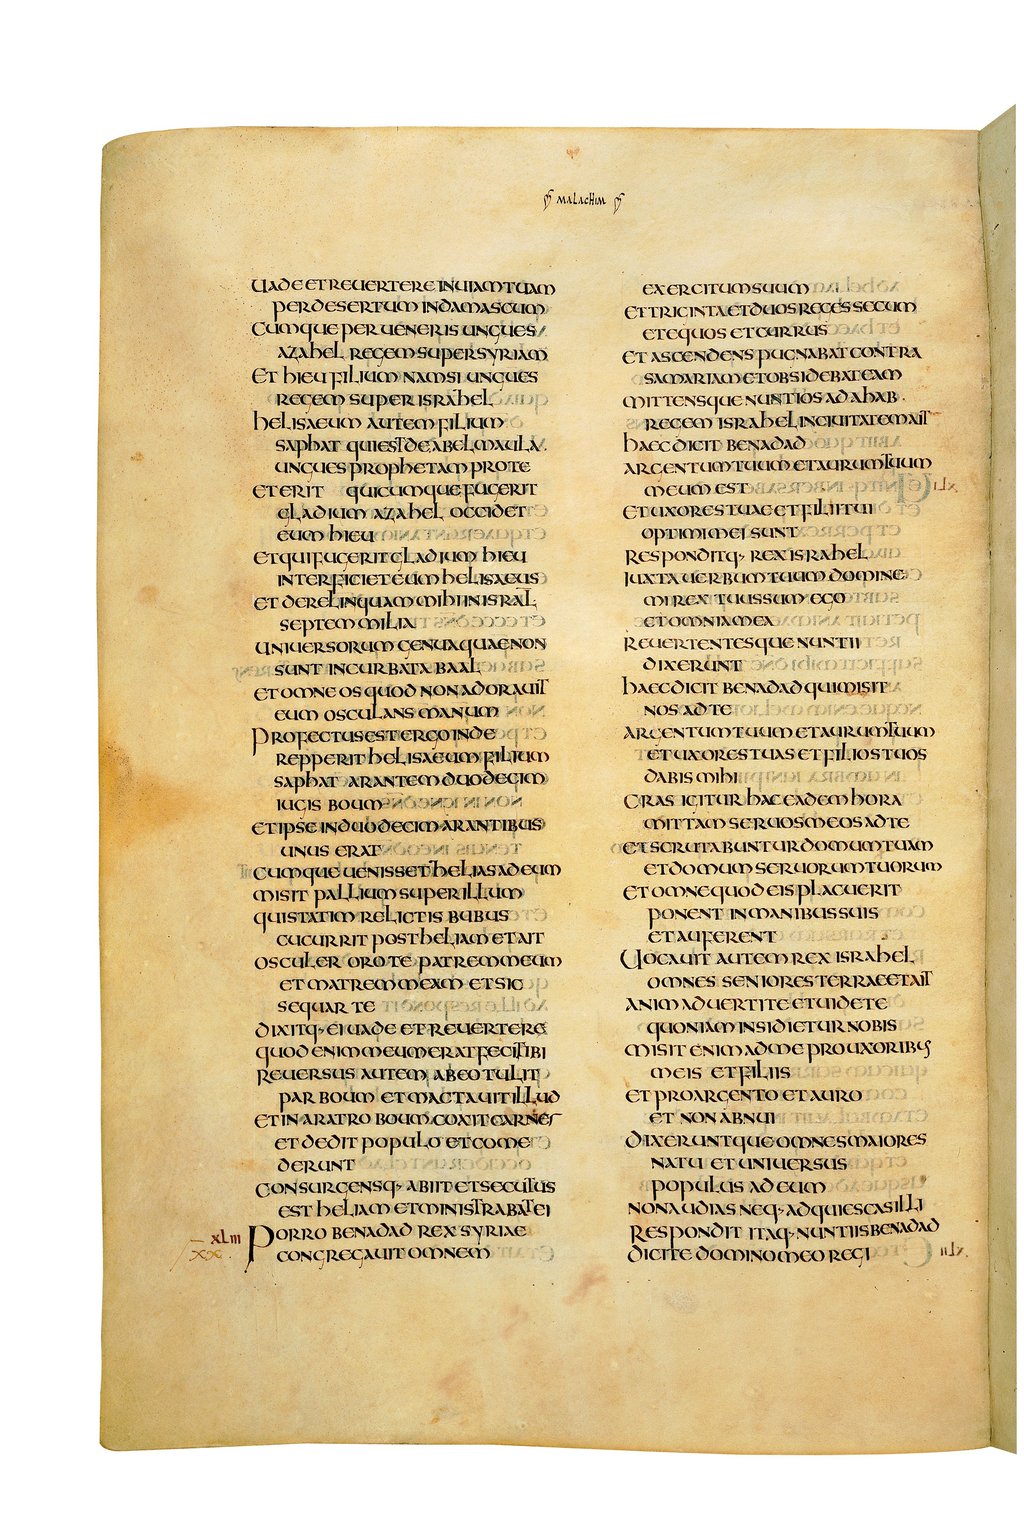 MALACHIM
UADE ET REUERTERE IN UIAM TUAM
PER DESERTUM IN DAMASCUM
CUMQUE PERUENERIS UNGUES
AZAHEL REGEM SUPER SYRIAM
ET HIEU FILIUM NAMSI UNGUES
REGEM SUPER ISRAHEL
HELISAEUM AUTEM FILIUM
SAPHAT QUI EST DE ABELMAULA
UNGUES PROPHETAM PRO TE
ET ERIT QUICUMQUE FUGERIT
GLADIUM AZAHEL OCCIDET
EUM HIEU
ET QUI FUGERIT GLADIUM HIEU
INTERFICIET EUM HELISAEUS
ET DERELINQUAM MIHI IN ISRAL
SEPTEM MILIA
UNIUERSORUM GENUA QUAE NON
SUNT INCURBATA BAAL
ET OMNE OS QUOD NON ADORAUIT
EUM OSCULANS MANUM
PROFECTUS EST ERGO INDE
REPPERIT HELISAEUM FILIUM
SAPHAT ARANTEM DUODECIM
IUGIS BOUM
ET IPSE IN DUODECIM ARANTIBUS
UNUS ERAT
CUMQUE UENISSET HELIAS AD EUM
MISIT PALLIUM SUPER ILLUM
QUI STATIM RELICTIS BUBUS
CUCURRIT POST HELIAM ET AIT
OSCULER ORO TE PATREM MEUM
ET MATREM MEAM ET SIC
SEQUAR TE
DIXITQ· EI UADE ET REUERTERE
QUOD ENIM MEUM ERAT FECI TIBI
REUERSUS AUTEM AB EO TULIT
PAR BOUM ET MACTAUIT ILLUD
ET IN ARATRO BOUM COXIT CARNES
ET DEDIT POPULO ET COME
DERUNT
CONSURGENSQ· ABIIT ET SECUTUS
EST HELIAM ET MINISTRABAT EI
XLIII PORRO BENADAD REX SYRIAE
XX CONGREGAUIT OMNEM
EXERCITUM SUUM
ET TRIGINTA ET DUOS REGES SECUM
ET EQUOS ET CURRUS
ET ASCENDENS PUGNABAT CONTRA
SAMARIAM ET OBSIDEBAT EAM
MITTENSQUE NUNTIOS AD AHAB
REGEM ISRAHEL IN CIUITATEM AIT
HAEC DICIT BENADAD
ARGENTUM TUUM ET AURUM TUUM
MEUM EST
ET UXORES TUAE ET FILII TUI
OPTIMI MEI SUNT
RESPONDITQ· REX ISRAHEL
IUXTA UERBUM TUUM DOMINE
MI REX TUUS SUM EGO
ET OMNIA MEA
REUERTENTESQUE NUNTII
DIXERUNT
HAEC DICIT BENADAD QUI MISIT
NOS AD TE
ARGENTUM TUUM ET AURUM TUUM
ET UXORES TUAS ET FILIOS TUOS
DABIS MIHI
CRAS IGITUR HAC EADEM HORA
MITTAM SERUOS MEOS AD TE
ET SCRUTABUNTUR DOMUM TUAM
ET DOMUM SERUORUM TUORUM
ET OMNE QUOD EIS PLACUERIT
PONENT IN MANIBUS SUIS
ET AUFERENT
UOCAUIT AUTEM REX ISRAHEL
OMNES SENIORES TERRAE ET AIT
ANIMADUERTITE ET UIDETE
QUONIAM INSIDIETUR NOBIS
MISIT ENIM AD ME PRO UXORIBUS
MEIS ET FILIIS
ET PRO ARGENTO ET AURO
ET NON ABNUI
DIXERUNTQUE OMNES MAIORES
NATU ET UNIUERSUS
POPULUS AD EUM
NON AUDIAS NEQ· ADQUIESCAS ILLI
RESPONDIT ITAQ· NUNTIIS BENADAD
DICITE DOMINO MEO REGI